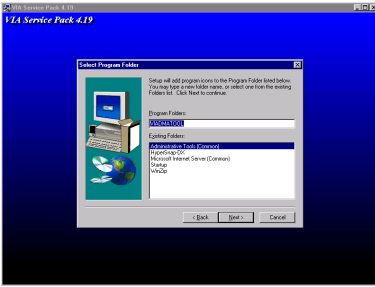 VIA Service Pack 4.19
VIA Service Pack 4.19
Select Program Folder
Setup will add program icons to the Program Folder listed below.
You may type a new folder name, or select one from the existing
Folders list. Click Next to continue.
Program Folders:
VIADMATOOL
Existing Folders:
Administrative Tools (Common)
HyperSnap-DX
Microsoft Internet Server (Common)
Startup
WinZip
< Back
Next >
Cancel